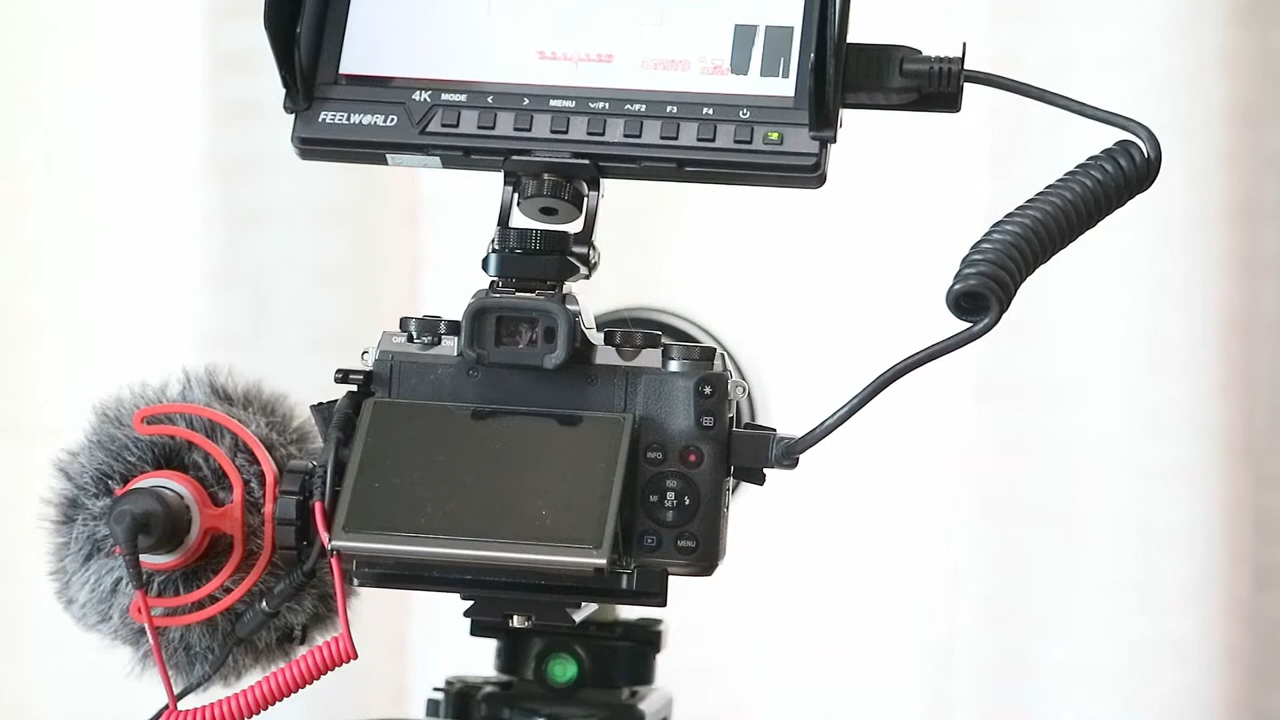 4K MODE < > MENU ∨/F1 ∧/F2 F3 F4
FEELWORLD
OFF ON
INFO.
ISO
MF
Q
SET
MENU